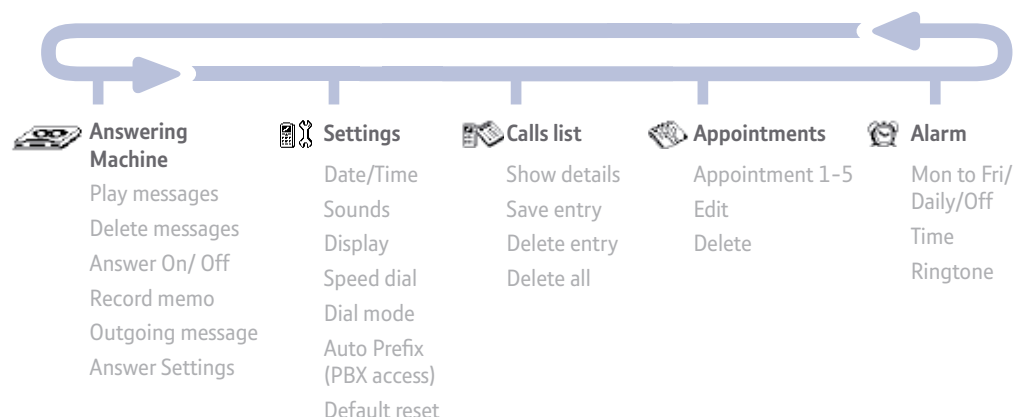 Answering
Machine
Play messages
Delete messages
Answer On/ Off
Record memo
Outgoing message
Answer Settings
Settings
Date/Time
Sounds
Display
Speed dial
Dial mode
Auto Prefix
(PBX access)
Default reset
Calls list
Show details
Save entry
Delete entry
Delete all
Appointments
Appointment 1-5
Edit
Delete
Alarm
Mon to Fri/
Daily/Off
Time
Ringtone